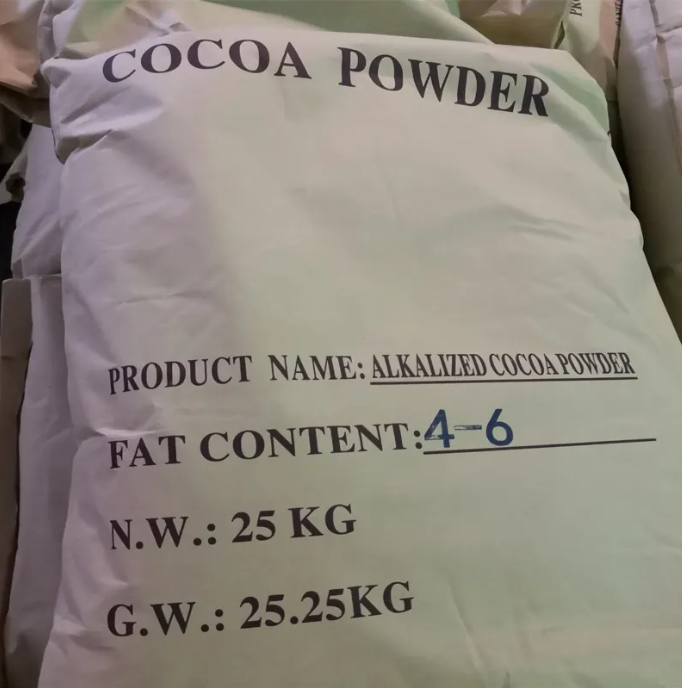 COCOA POWDER
PRODUCT NAME: ALKALIZED COCOA POWDER
FAT CONTENT:4-6
N.W.: 25 KG
G.W.: 25.25KG